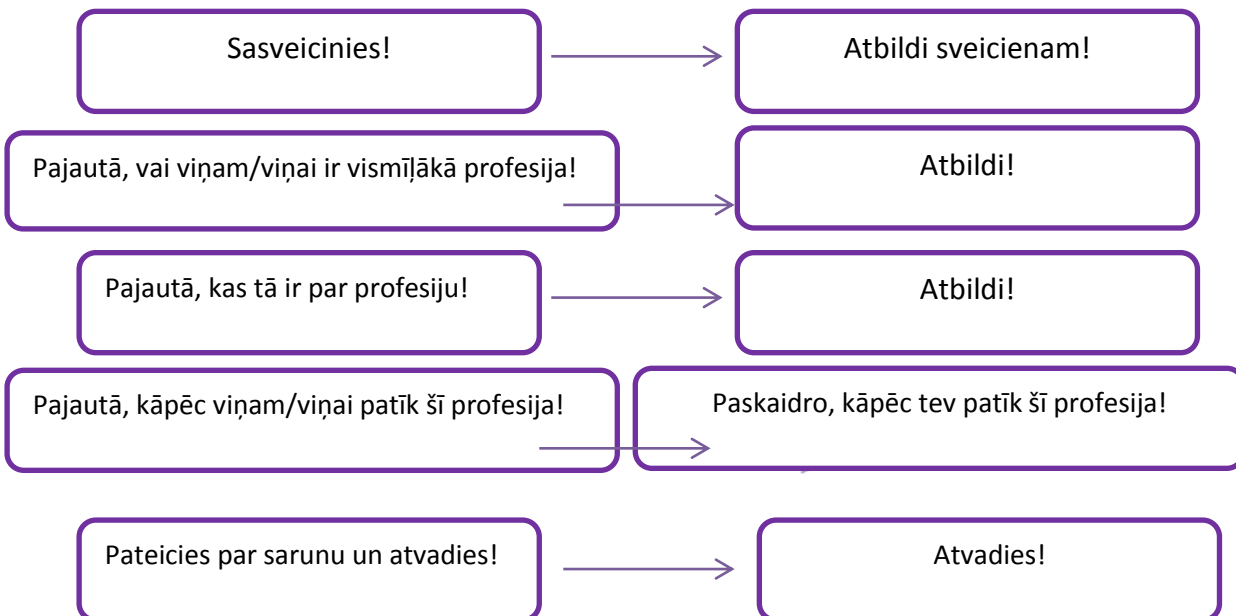 Sasveicinies!
Atbildi sveicienam!
Pajautā, vai viņam/viņai ir vismīļākā profesija!
Atbildi!
Pajautā, kas tā ir par profesiju!
Atbildi!
Pajautā, kāpēc viņam/viņai patīk šī profesija!
Paskaidro, kāpēc tev patīk šī profesija!
Pateicies par sarunu un atvadies!
Atvadies!